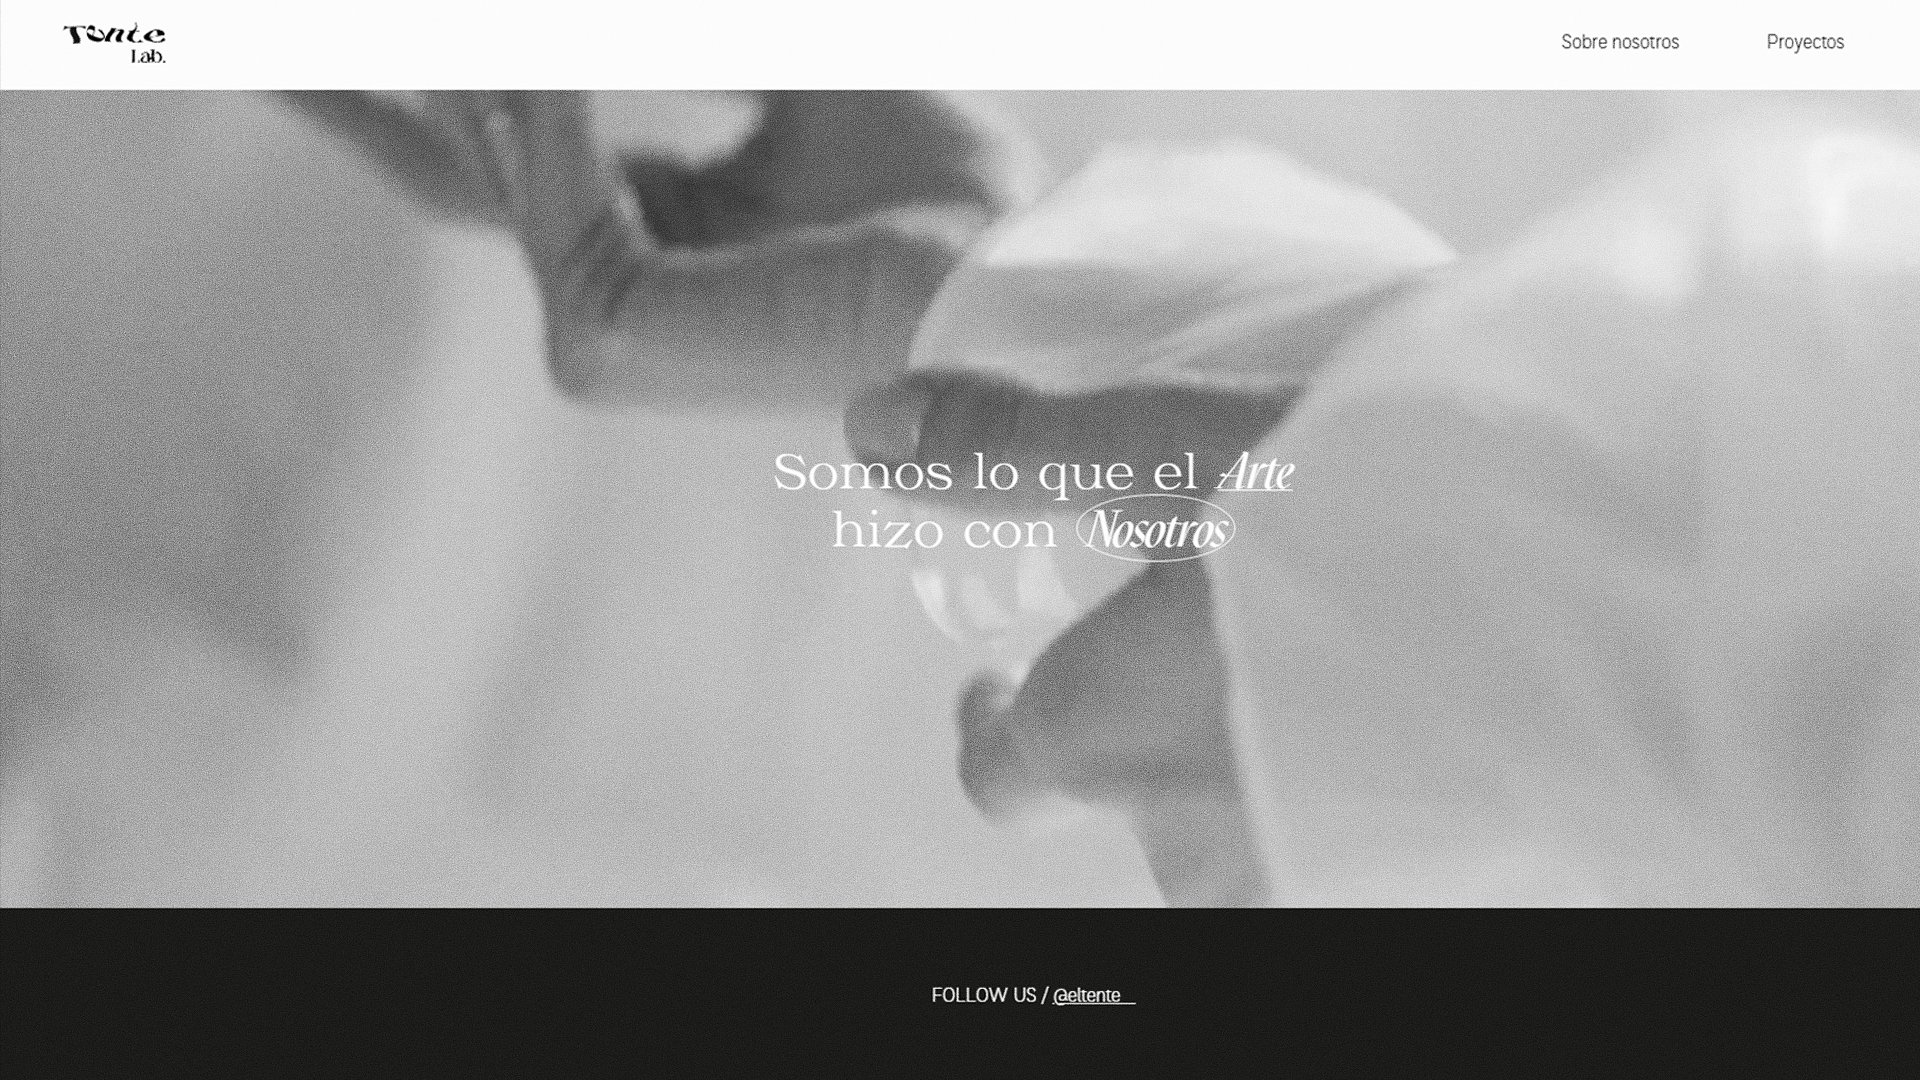 Tente
Lab.
Sobre nosotros
Proyectos
Somos lo que el Arte
hizo con Nosotros
FOLLOW US / @eltente__